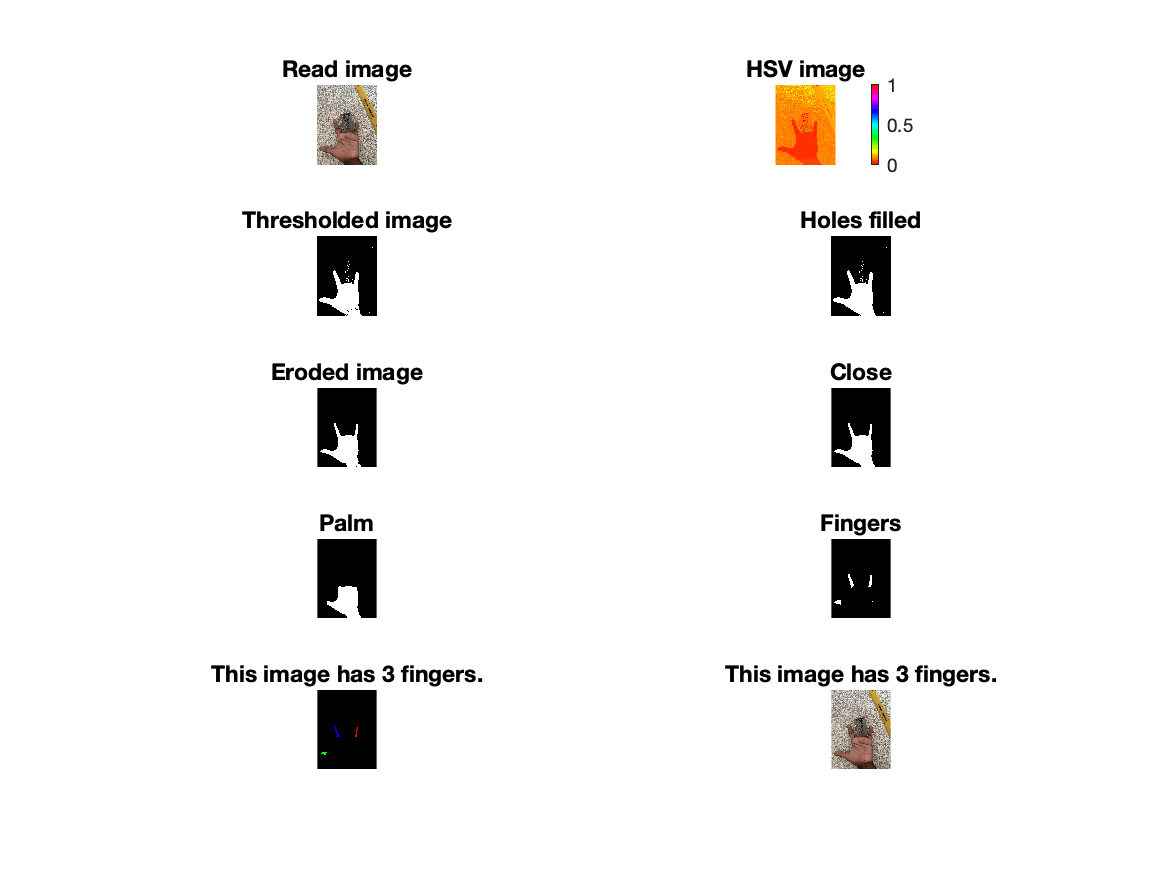 Read image
HSV image
1
0.5
0
Thresholded image
Holes filled
Eroded image
Close
Palm
Fingers
This image has 3 fingers.
This image has 3 fingers.